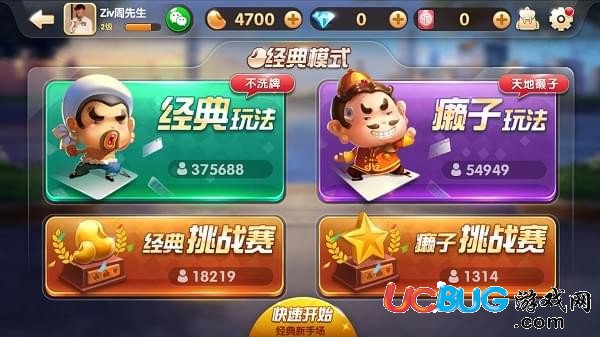 Ziv周先生
2级
4700
0
0
经典模式
不洗牌
经典玩法
375688
天地癞子
癞子玩法
54949
经典 挑战赛
18219
癞子 挑战赛
1314
快速开始
经典新手场
UCBUG游戏网
.com